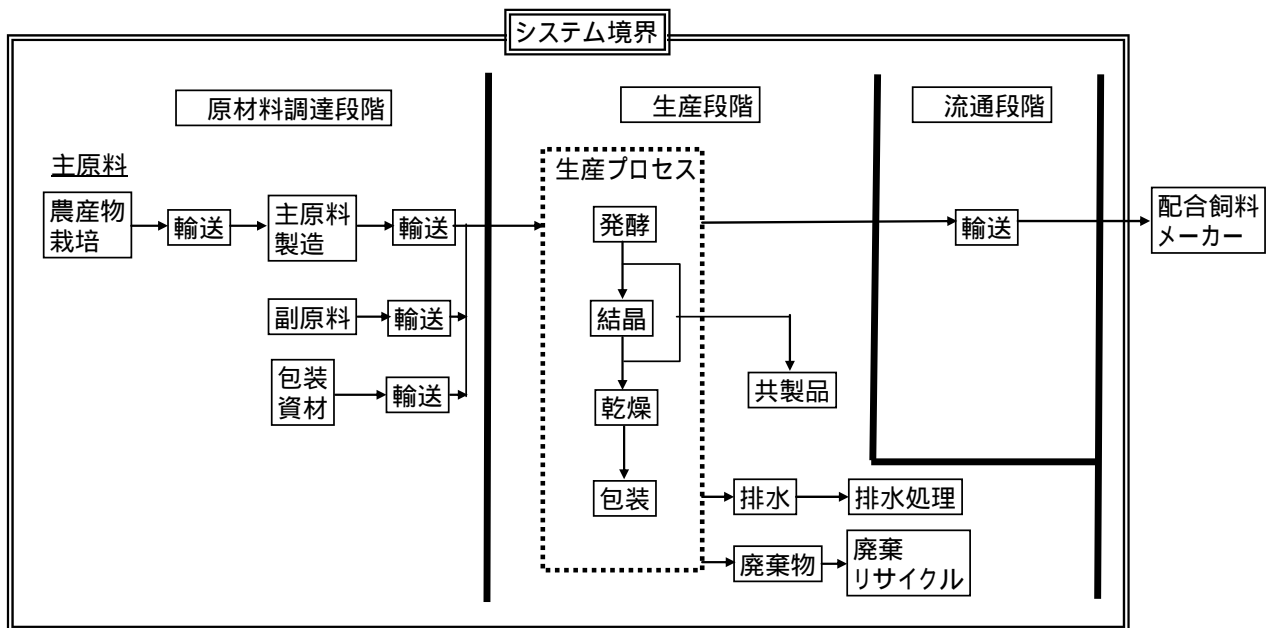 システム境界
原材料調達段階
生産段階
流通段階
主原料
農産物
栽培
輸送
主原料
製造
輸送
副原料
輸送
包装
資材
輸送
生産プロセス
発酵
結晶
乾燥
包装
共製品
排水
排水処理
廃棄物
廃棄
リサイクル
輸送
配合飼料
メーカー